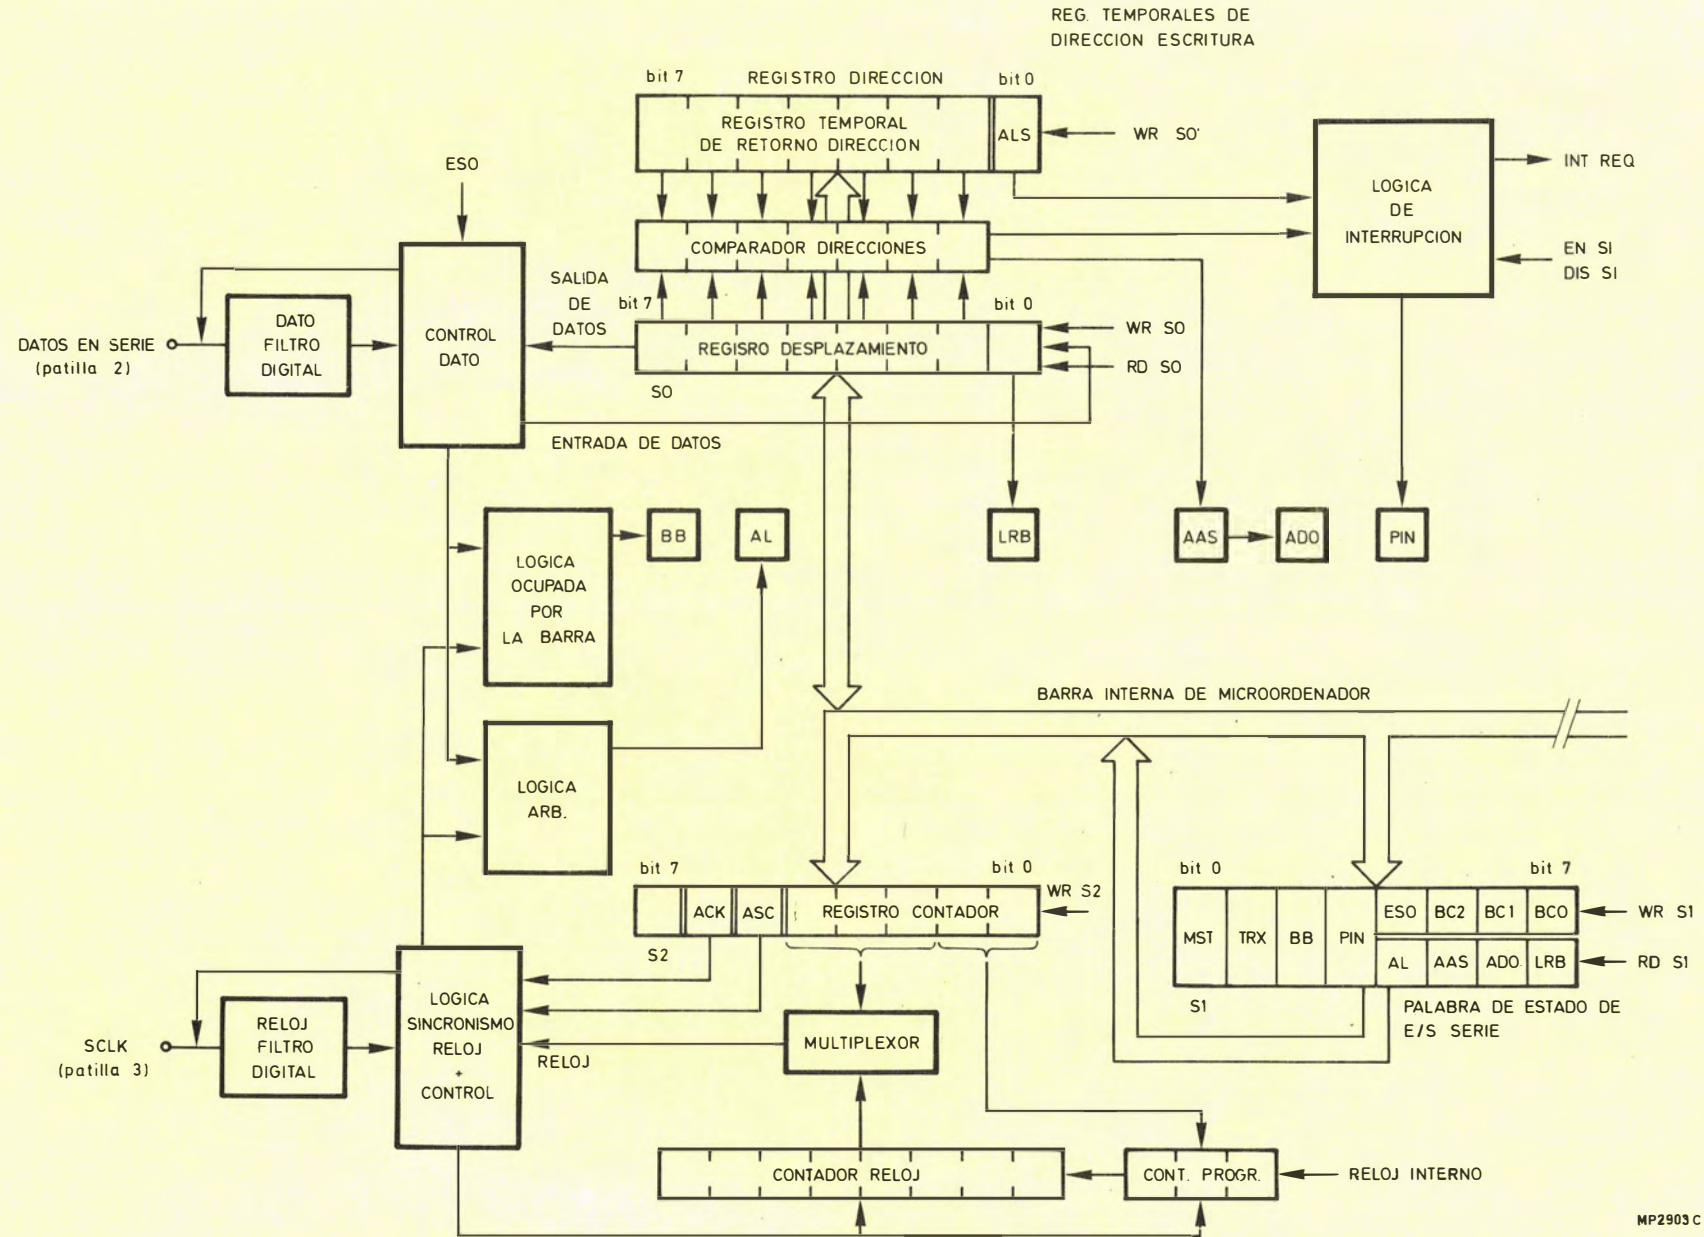 REG. TEMPORALES DE
DIRECCION ESCRITURA
bit 7
REGISTRO DIRECCION
bit 0
REGISTRO TEMPORAL
DE RETORNO DIRECCION
ALS
WR SO'
INT REQ
LOGICA
DE
INTERRUPCION
EN SI
DIS SI
ESO
COMPARADOR DIRECCIONES
SALIDA
DE
DATOS
bit 7
bit 0
DATOS EN SERIE
(patilla 2)
DATO
FILTRO
DIGITAL
CONTROL
DATO
REGISRO DESPLAZAMIENTO
WR SO
RD SO
SO
ENTRADA DE DATOS
LOGICA
OCUPADA
POR
LA BARRA
BB
AL
LRB
AAS
ADO
PIN
BARRA INTERNA DE MICROORDENADOR
LOGICA
ARB.
bit 7
bit 0
ACK
ASC
REGISTRO CONTADOR
WR S2
S2
bit 0
bit 7
MST
TRX
BB
PIN
ESO
BC2
BC1
BCO
AL
AAS
ADO.
LRB
WR S1
RD S1
S1
PALABRA DE ESTADO DE
E/S SERIE
SCLK
(patilla 3)
RELOJ
FILTRO
DIGITAL
LOGICA
SINCRONISMO
RELOJ
+
CONTROL
RELOJ
MULTIPLEXOR
CONTADOR RELOJ
CONT. PROGR.
RELOJ INTERNO
MP2903C